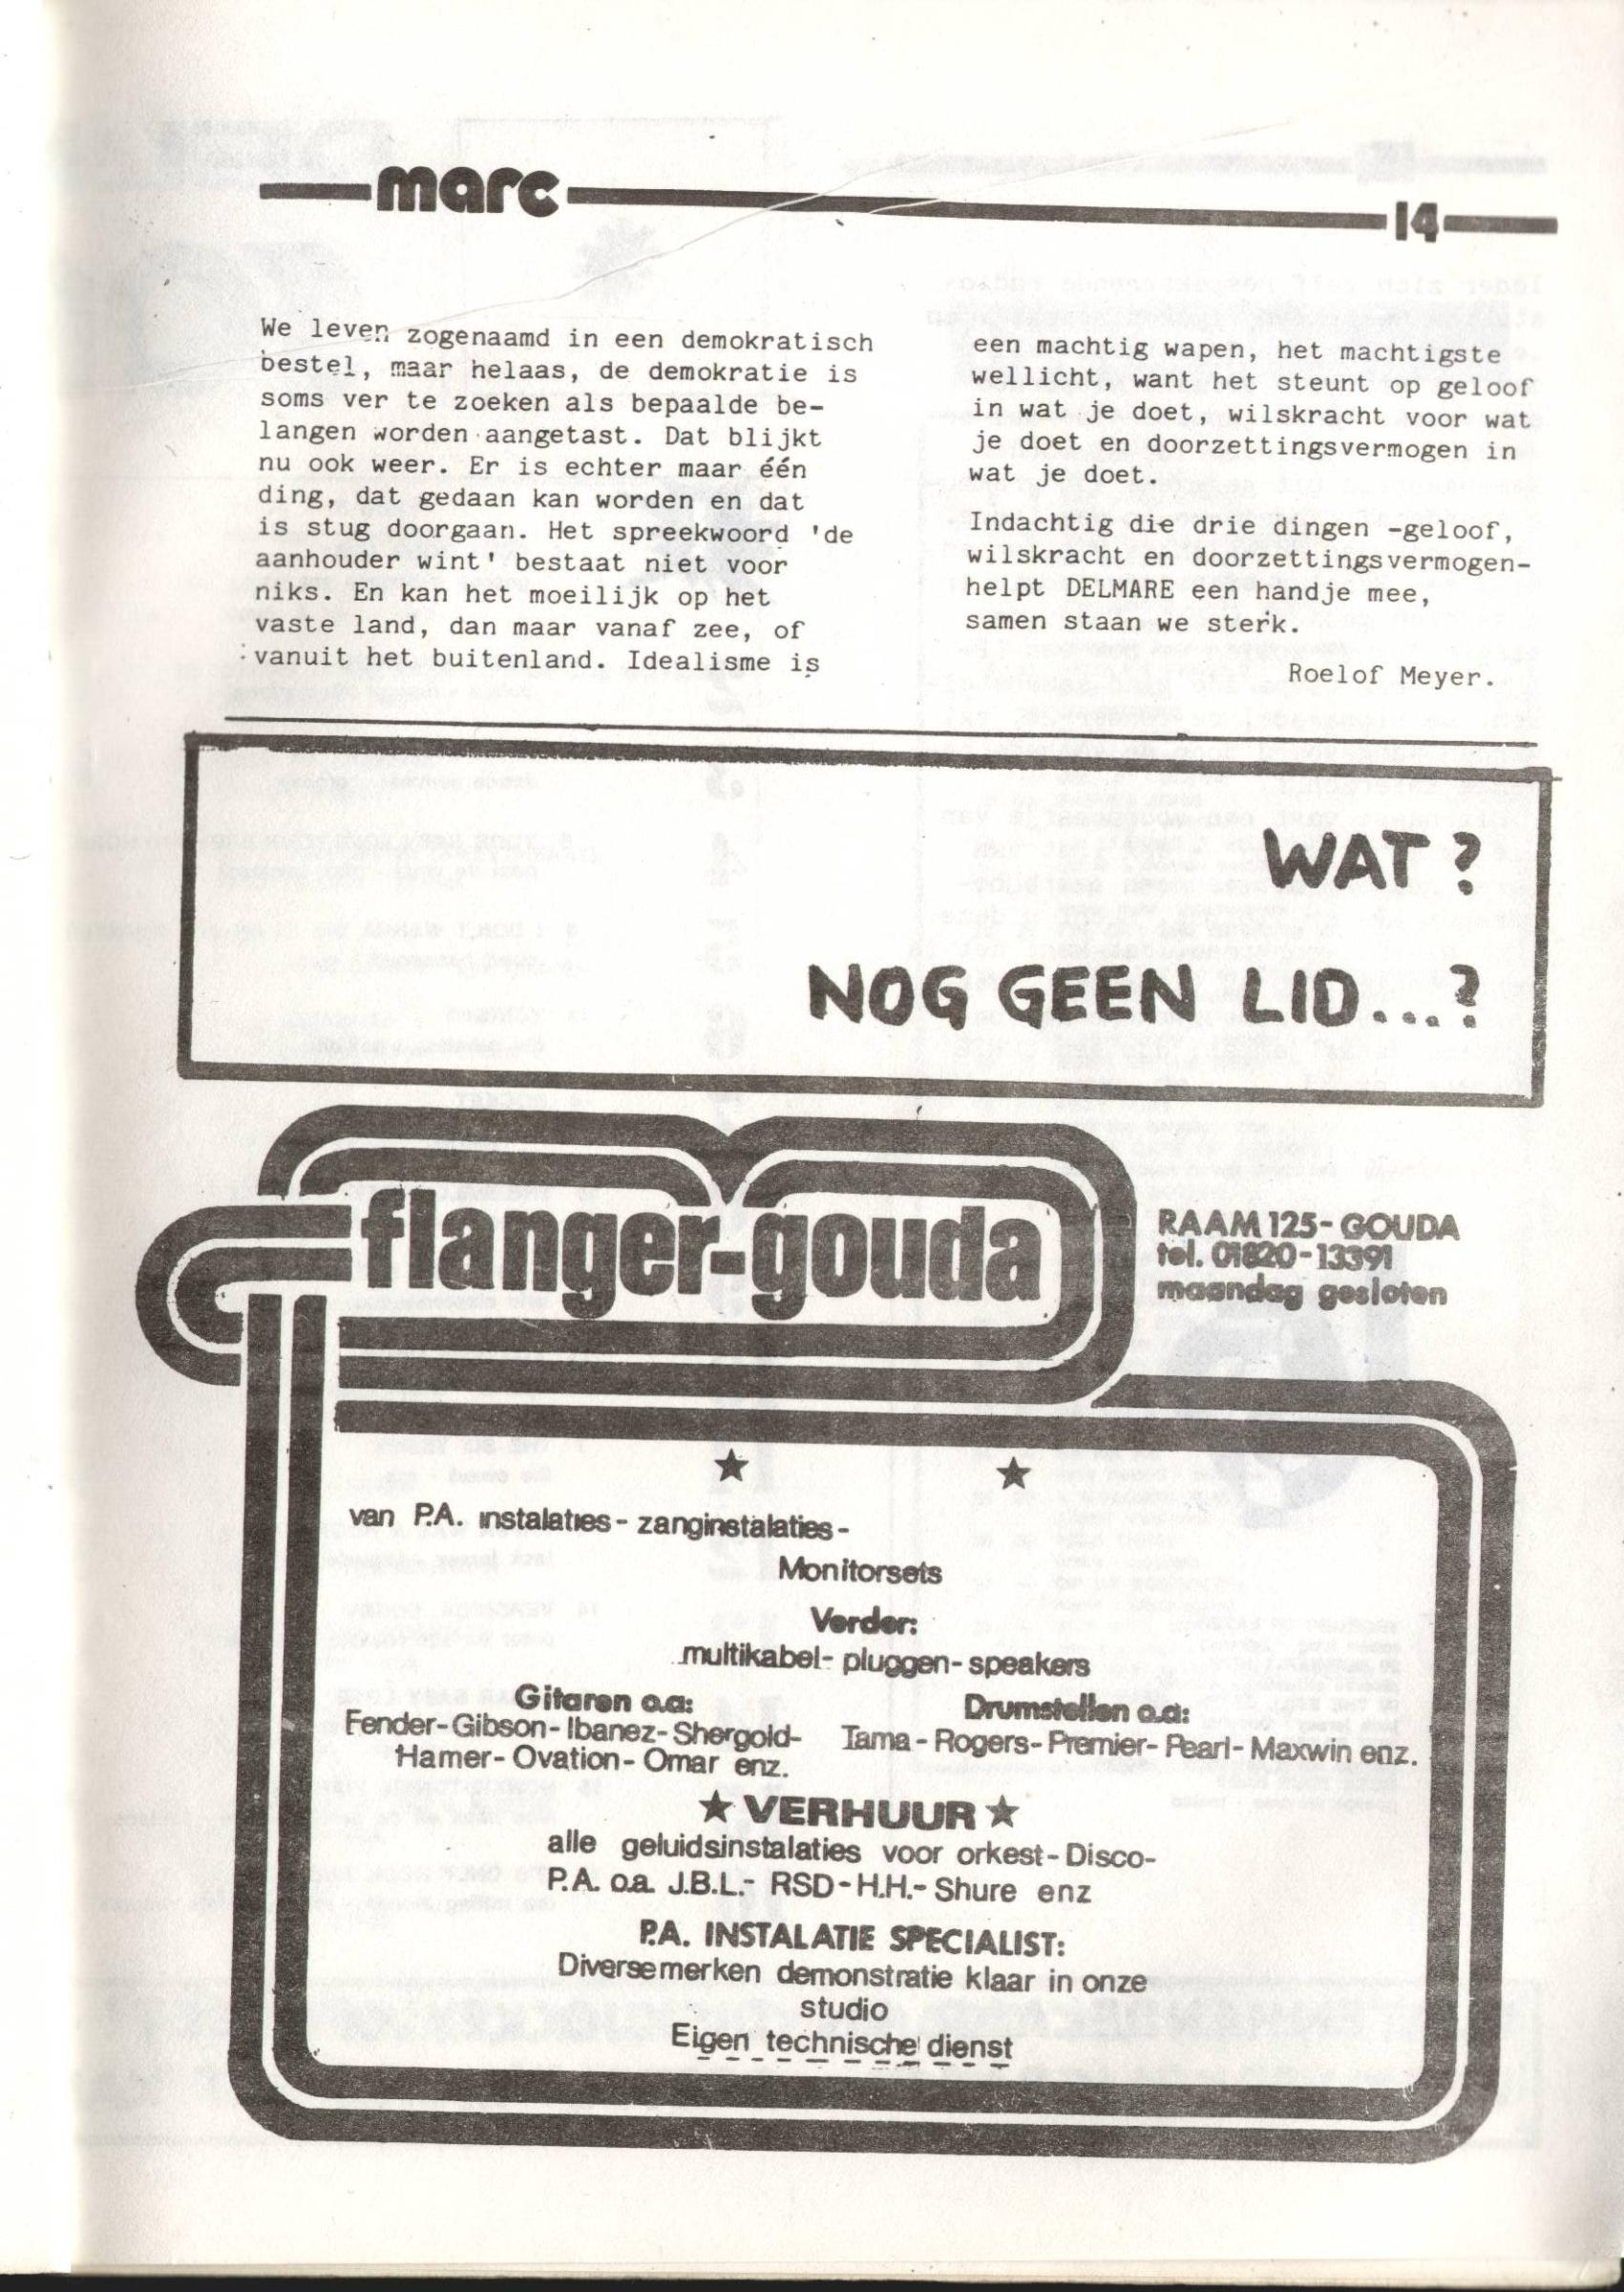 marc
14
We leven zogenaamd in een demokratisch
bestel, maar helaas, de demokratie is
soms ver te zoeken als bepaalde be-
langen worden aangetast. Dat blijkt
nu ook weer. Er is echter maar één
ding, dat gedaan kan worden en dat
is stug doorgaan. Het spreekwoord 'de
aanhouder wint' bestaat niet voor
niks. En kan het moeilijk op het
vaste land, dan maar vanaf zee, of
vanuit het buitenland. Idealisme is
een machtig wapen, het machtigste
wellicht, want het steunt op geloof
in wat je doet, wilskracht voor wat
je doet en doorzettingsvermogen in
wat je doet.
Indachtig die drie dingen -geloof,
wilskracht en doorzettingsvermogen-
helpt DELMARE een handje mee,
samen staan we sterk.
Roelof Meyer.
WAT ?
NOG GEEN LID...?
flanger-gouda
RAAM 125 - GOUDA
tel. 01820 - 13391
maandag gesloten
★ ★
van P.A. instalaties - zanginstalaties -
Monitorsets
Verder:
multikabel - pluggen - speakers
Gitaren o.a:
Fender - Gibson - Ibanez - Shergold-
Hamer - Ovation - Omar enz.
Drumstellen o.a:
Tama - Rogers - Premier - Pearl - Maxwin enz.
★ VERHUUR ★
alle geluidsinstalaties voor orkest - Disco-
P.A. o.a. J.B.L. - RSD - H.H. - Shure enz
P.A. INSTALATIE SPECIALIST:
Diverse merken demonstratie klaar in onze
studio
Eigen technische dienst